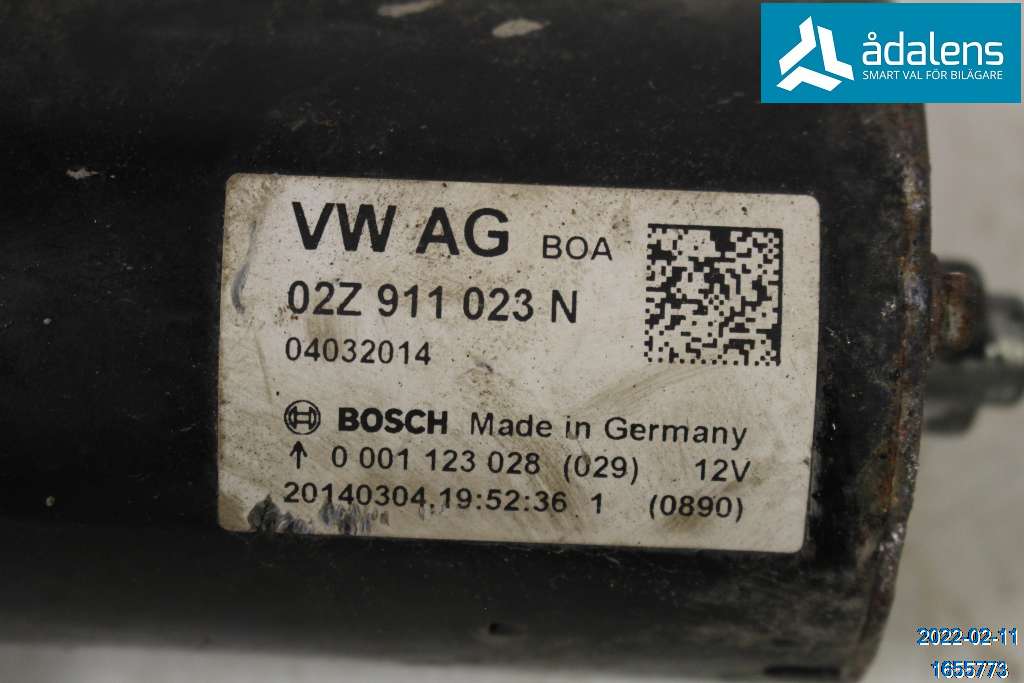 ådalens
SMART VAL FÖR BILÄGARE
VW AG BOA
02Z 911 023 N
04032014
BOSCH Made in Germany
↑ 0 001 123 028 (029) 12V
20140304.19:52:36 1 (0890)
2022-02-11
1655773